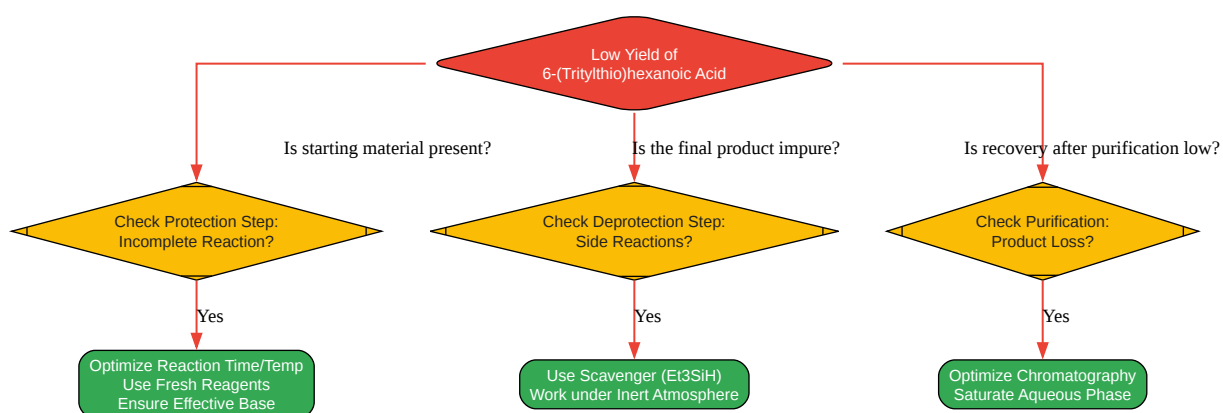 Low Yield of
6-(Tritylthio)hexanoic Acid
Is starting material present?
Is the final product impure?
Is recovery after purification low?
Check Protection Step:
Incomplete Reaction?
Check Deprotection Step:
Side Reactions?
Check Purification:
Product Loss?
Yes
Yes
Yes
Optimize Reaction Time/Temp
Use Fresh Reagents
Ensure Effective Base
Use Scavenger (Et3SiH)
Work under Inert Atmosphere
Optimize Chromatography
Saturate Aqueous Phase